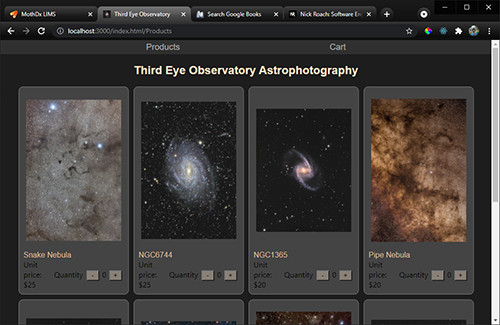 MothDx LIMS
Third Eye Observatory
Search Google Books
Nick Roach: Software En
localhost:3000/index.html/Products
Products Cart
Third Eye Observatory Astrophotography
Snake Nebula
Unit
price: Quantity - 0 +
$25
NGC6744
Unit
price: Quantity - 0 +
$25
NGC1365
Unit
price: Quantity - 0 +
$20
Pipe Nebula
Unit
price: Quantity - 0 +
$20